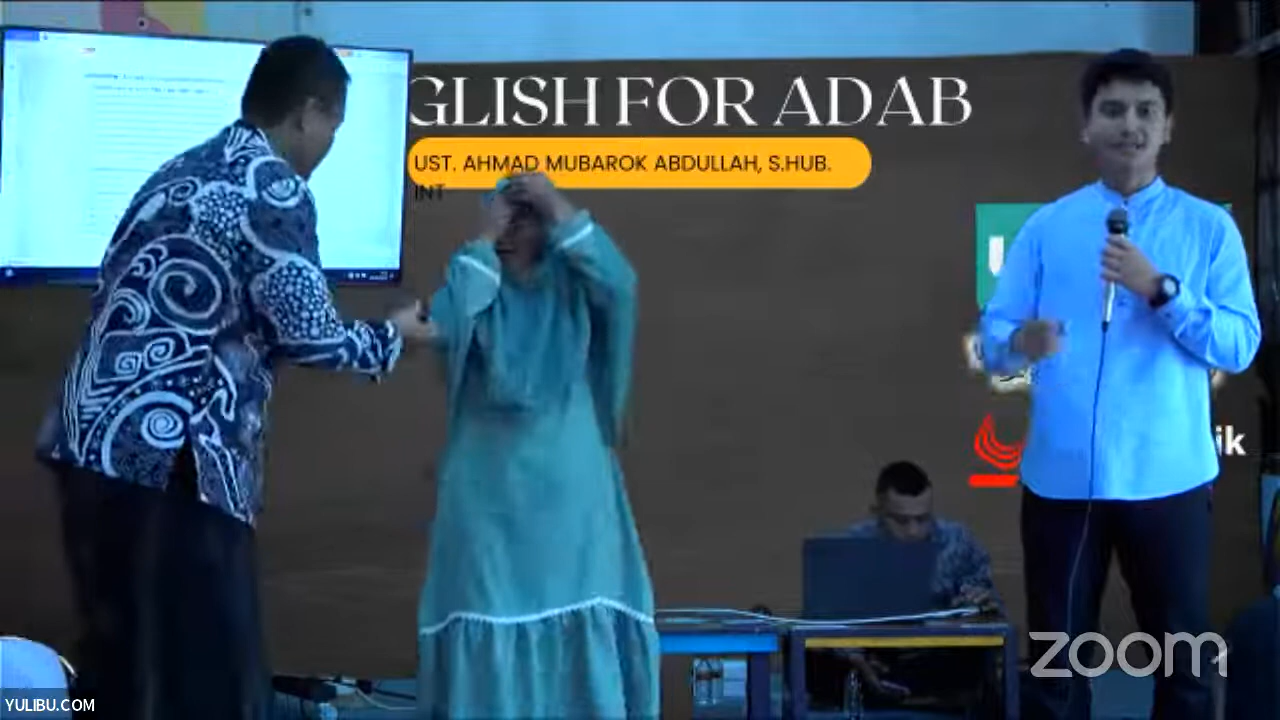 GLISH FOR ADAB
UST. AHMAD MUBAROK ABDULLAH, S.HUB.
INT
ik
zoom
YULIBU.COM